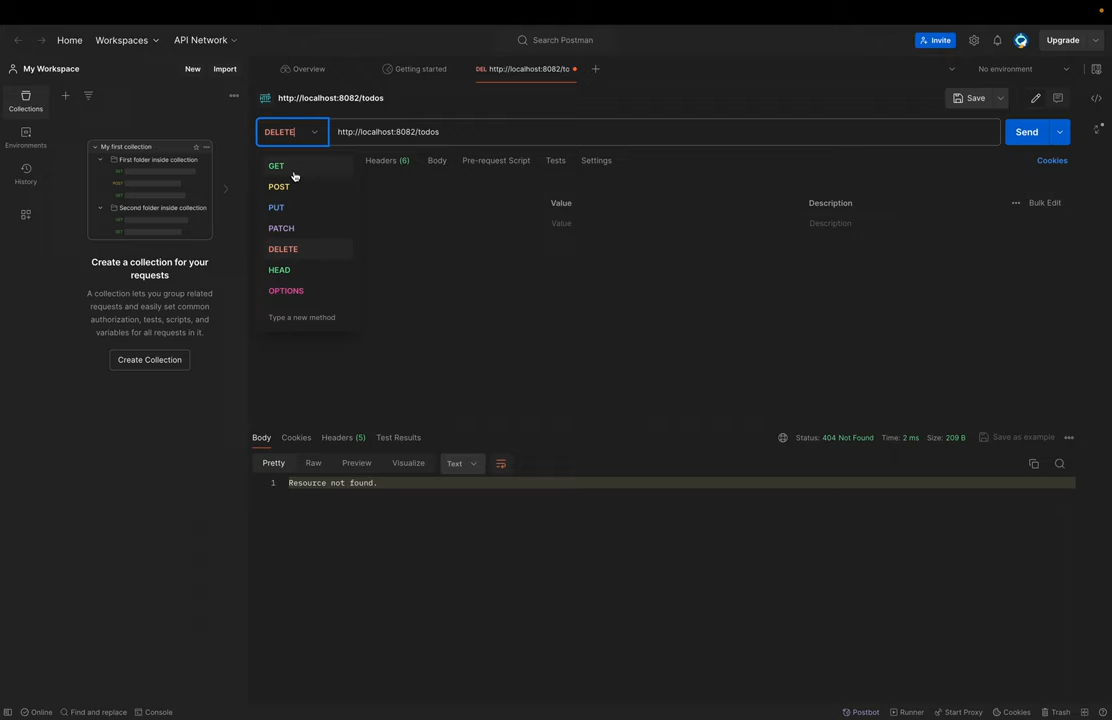 Home
Workspaces
API Network
Search Postman
Invite
Upgrade
My Workspace
New
Import
Overview
Getting started
DEL http://localhost:8082/to
No environment
Collections
Environments
History
My first collection
First folder inside collection
GET
POST
GET
Second folder inside collection
GET
GET
Create a collection for your
requests
A collection lets you group related
requests and easily set common
authorization, tests, scripts, and
variables for all requests in it.
Create Collection
HTTP http://localhost:8082/todos
Save
DELETE
http://localhost:8082/todos
Send
Headers (6)
Body
Pre-request Script
Tests
Settings
Cookies
GET
POST
PUT
PATCH
DELETE
HEAD
OPTIONS
Type a new method
Value
Description
Bulk Edit
Value
Description
Body
Cookies
Headers (5)
Test Results
Status: 404 Not Found
Time: 2 ms
Size: 209 B
Save as example
Pretty
Raw
Preview
Visualize
Text
1 Resource not found.
Online
Find and replace
Console
Postbot
Runner
Start Proxy
Cookies
Trash